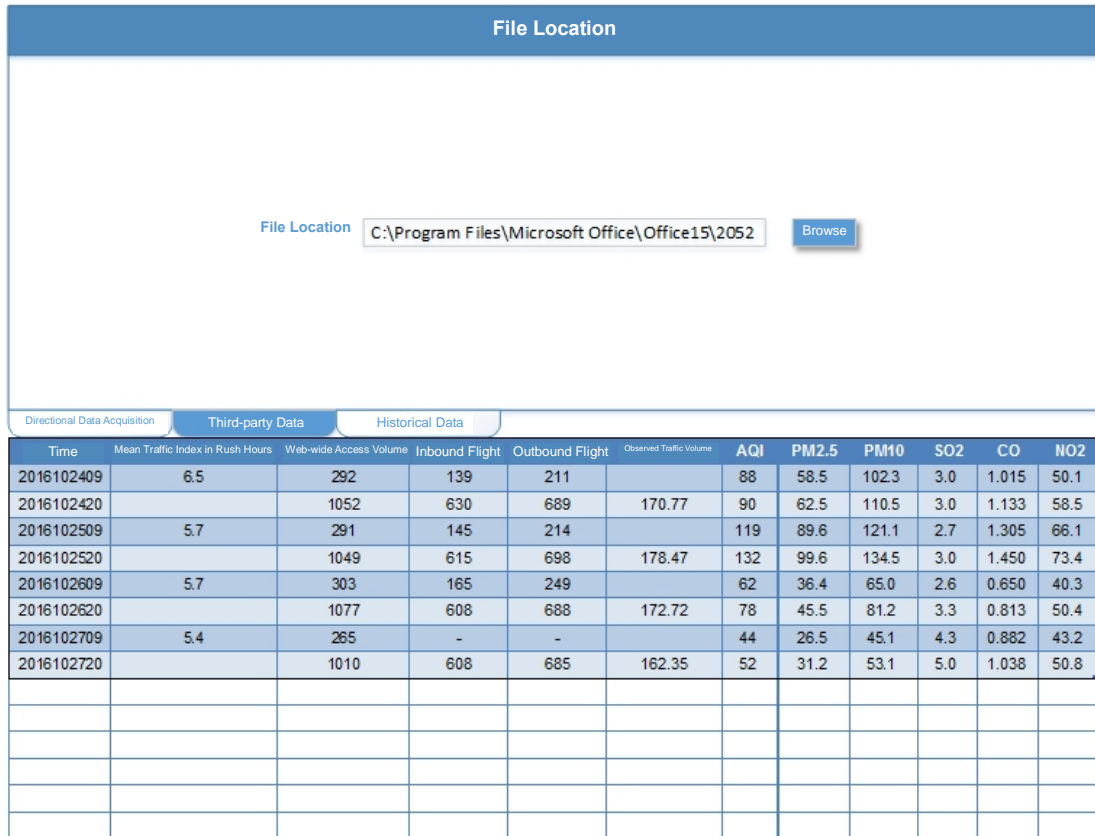 File Location
File Location C:\Program Files\Microsoft Office\Office15\2052 Browse
Directional Data Acquisition Third-party Data Historical Data
Time Mean Traffic Index in Rush Hours Web-wide Access Volume Inbound Flight Outbound Flight Observed Traffic Volume AQI PM2.5 PM10 SO2 CO NO2
2016102409 6.5 292 139 211 88 58.5 102.3 3.0 1.015 50.1
2016102420 1052 630 689 170.77 90 62.5 110.5 3.0 1.133 58.5
2016102509 5.7 291 145 214 119 89.6 121.1 2.7 1.305 66.1
2016102520 1049 615 698 178.47 132 99.6 134.5 3.0 1.450 73.4
2016102609 5.7 303 165 249 62 36.4 65.0 2.6 0.650 40.3
2016102620 1077 608 688 172.72 78 45.5 81.2 3.3 0.813 50.4
2016102709 5.4 265 - - 44 26.5 45.1 4.3 0.882 43.2
2016102720 1010 608 685 162.35 52 31.2 53.1 5.0 1.038 50.8